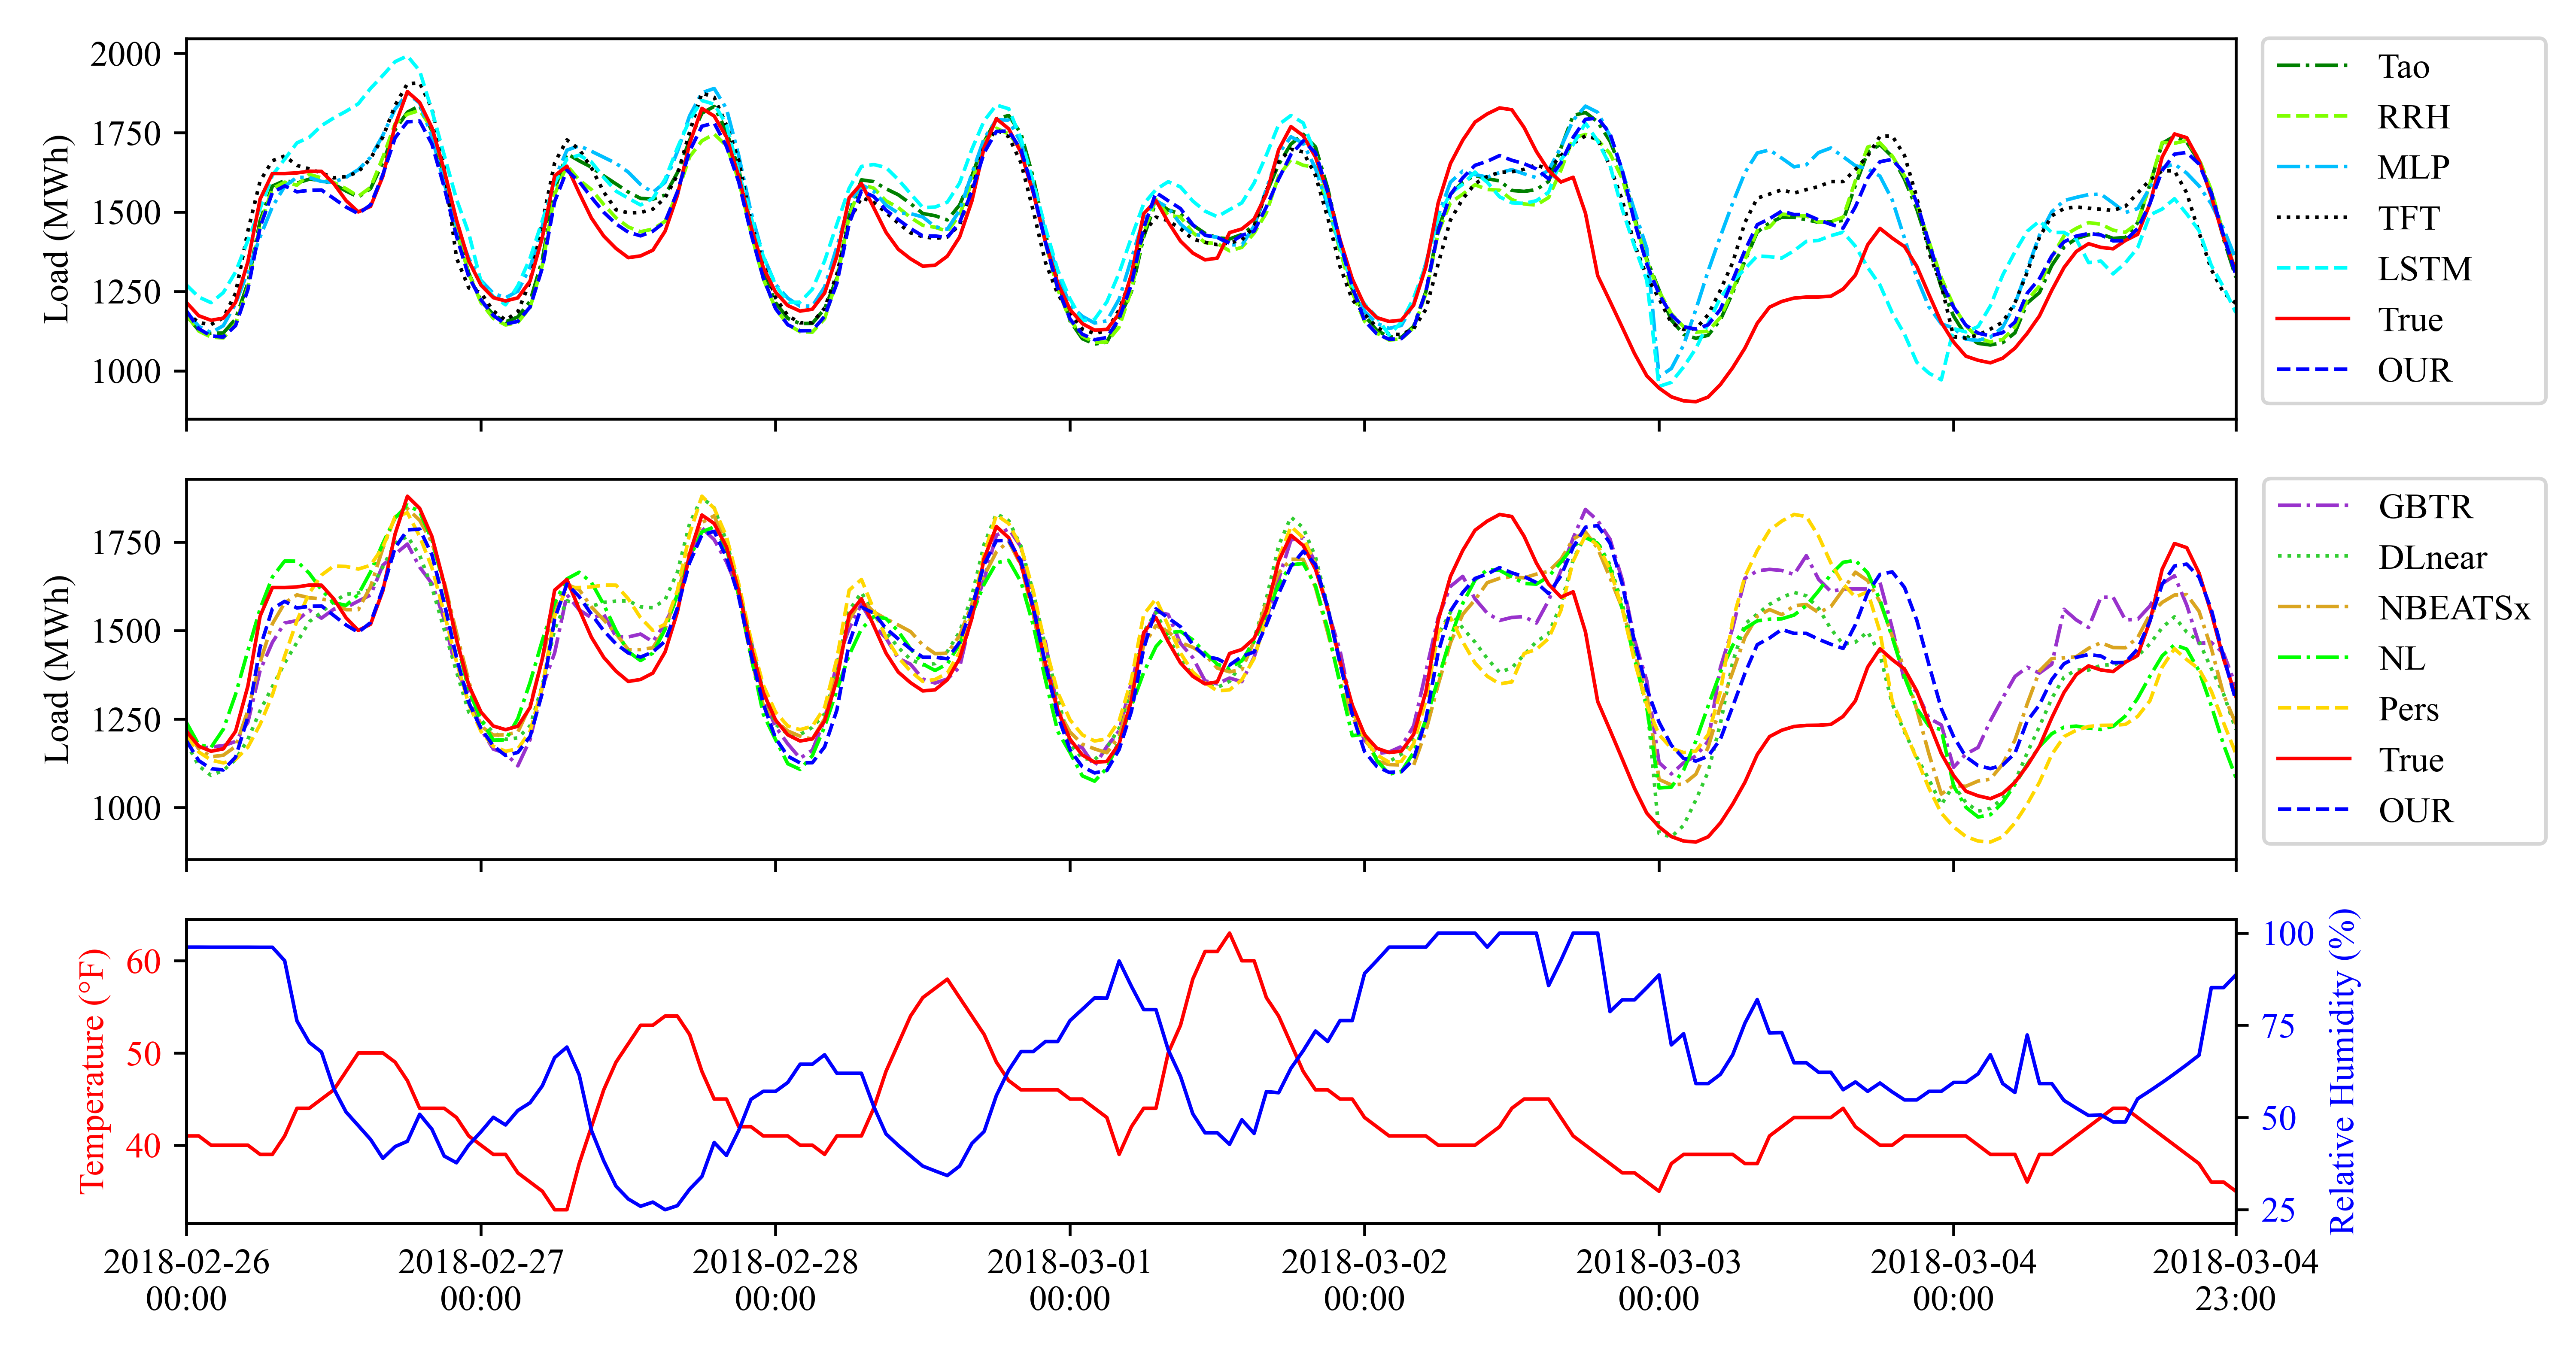 2000
1750
1500
1250
1000
Load (MWh)
Tao
RRH
MLP
TFT
LSTM
True
OUR
1750
1500
1250
1000
Load (MWh)
GBTR
DLnear
NBEATSx
NL
Pers
True
OUR
60
50
40
Temperature (°F)
100
75
50
25
Relative Humidity (%)
2018-02-26 2018-02-27 2018-02-28 2018-03-01 2018-03-02 2018-03-03 2018-03-04 2018-03-04
00:00 00:00 00:00 00:00 00:00 00:00 00:00 23:00